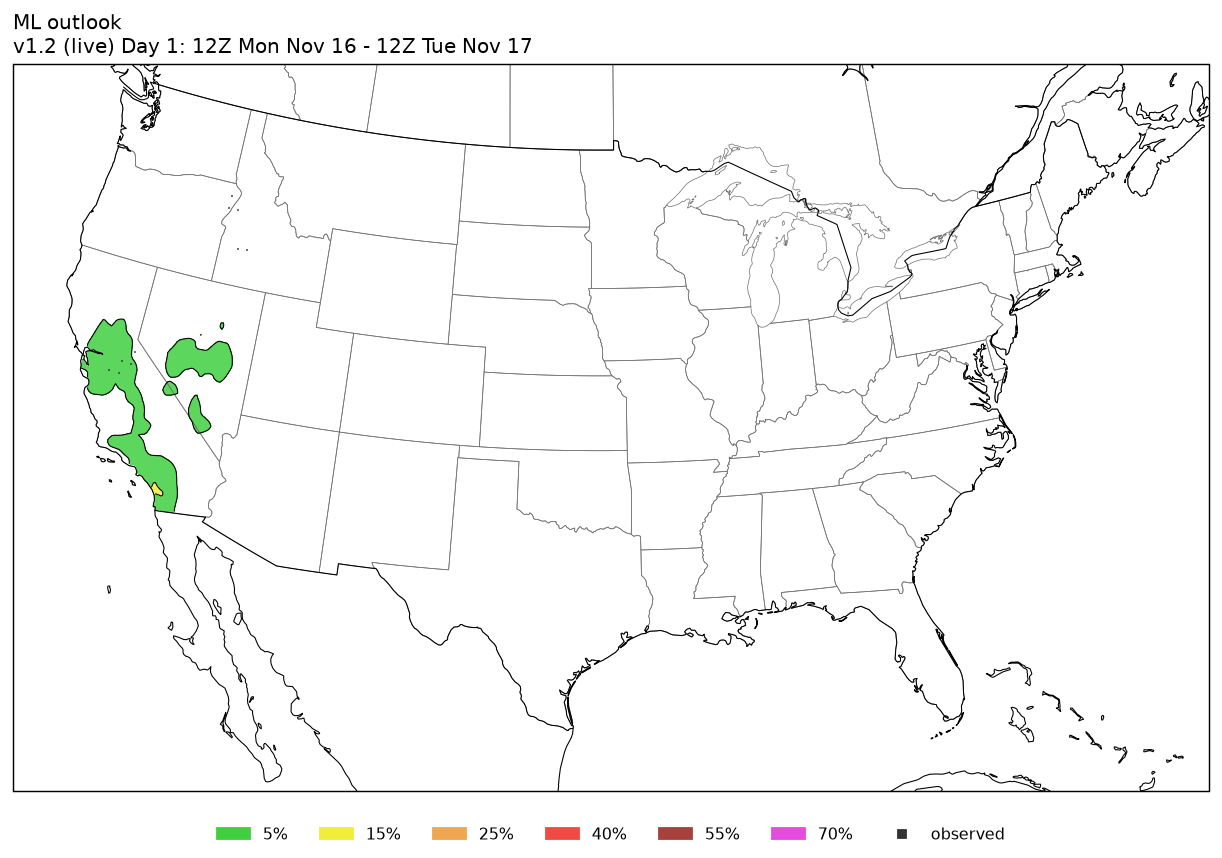 ML outlook
v1.2 (live) Day 1: 12Z Mon Nov 16 - 12Z Tue Nov 17
5% 15% 25% 40% 55% 70% observed